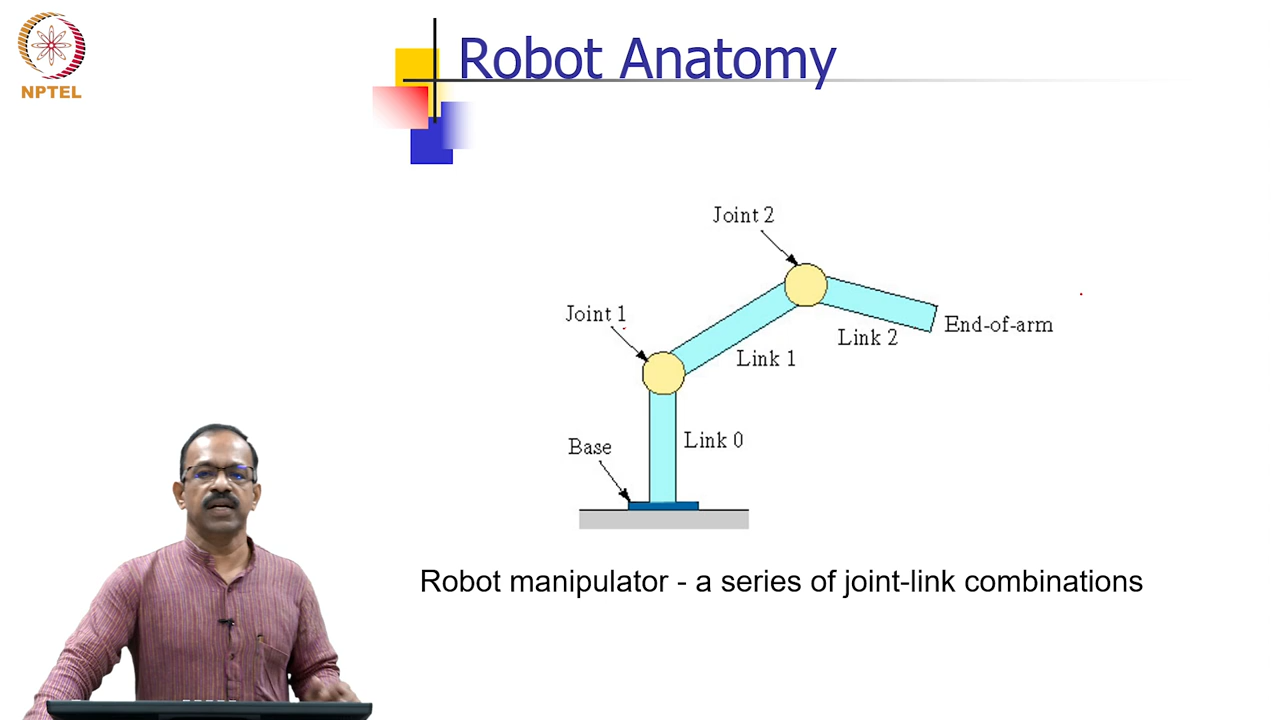 NPTEL
Robot Anatomy
Joint 2
Joint 1
End-of-arm
Link 2
Link 1
Link 0
Base
Robot manipulator - a series of joint-link combinations